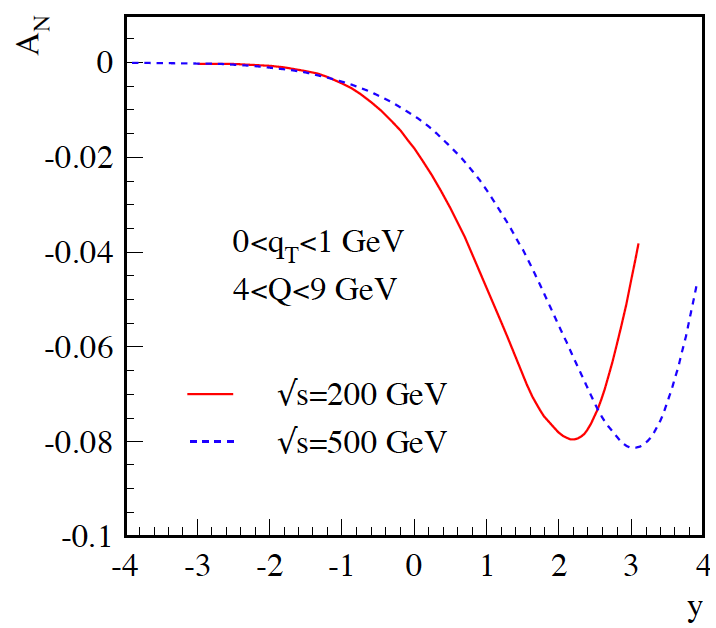 A_N
0
-0.02
-0.04
-0.06
-0.08
-0.1
0<q_T<1 GeV
4<Q<9 GeV
√s=200 GeV
√s=500 GeV
-4 -3 -2 -1 0 1 2 3 4
y